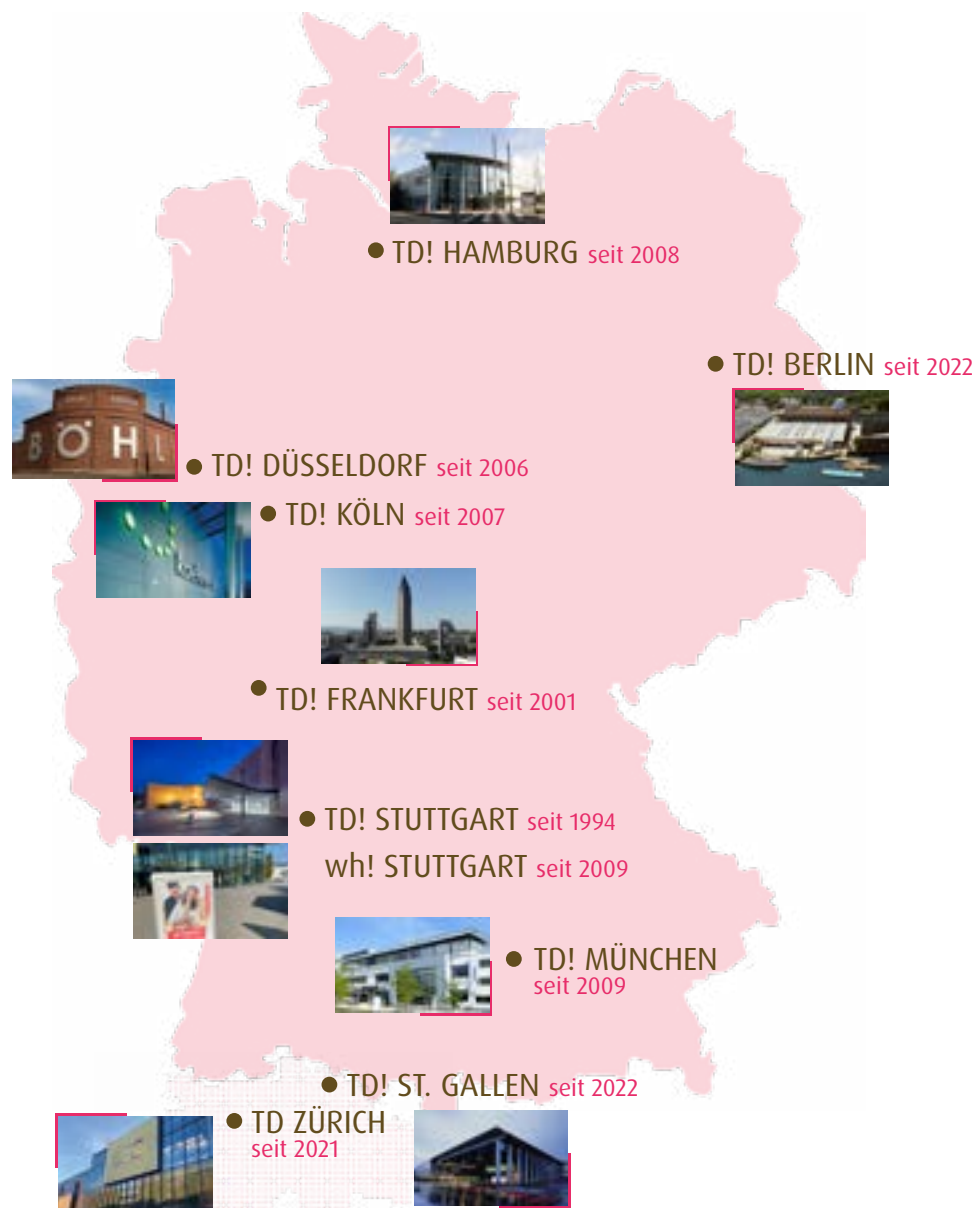 TD! HAMBURG seit 2008
TD! BERLIN seit 2022
BÖHL
TD! DÜSSELDORF seit 2006
TD! KÖLN seit 2007
TD! FRANKFURT seit 2001
TD! STUTTGART seit 1994
wh! STUTTGART seit 2009
TD! MÜNCHEN
seit 2009
TD! ST. GALLEN seit 2022
TD ZÜRICH
seit 2021